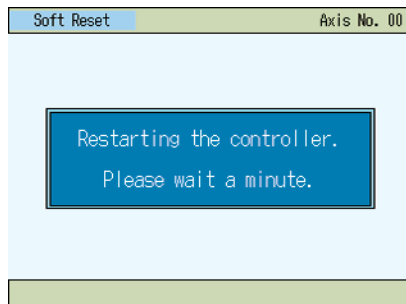 Soft Reset Axis No. 00
Restarting the controller.
Please wait a minute.